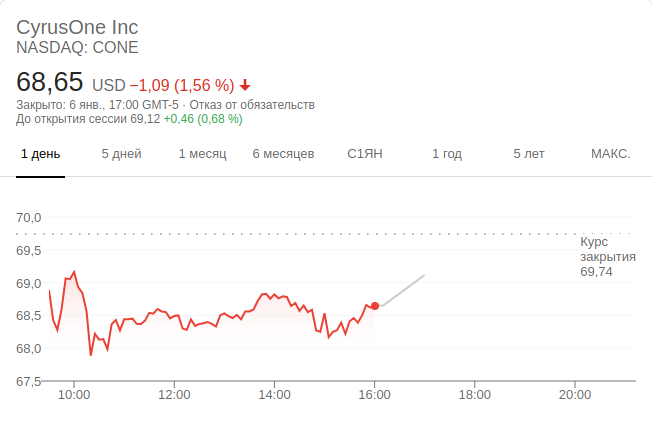 CyrusOne Inc
NASDAQ: CONE
68,65 USD −1,09 (1,56 %)
Закрыто: 6 янв., 17:00 GMT-5 · Отказ от обязательств
До открытия сессии 69,12 +0,46 (0,68 %)
1 день 5 дней 1 месяц 6 месяцев С1ЯН 1 год 5 лет МАКС.
70,0
Курс
закрытия
69,74
69,5
69,0
68,5
68,0
67,5
10:00 12:00 14:00 16:00 18:00 20:00